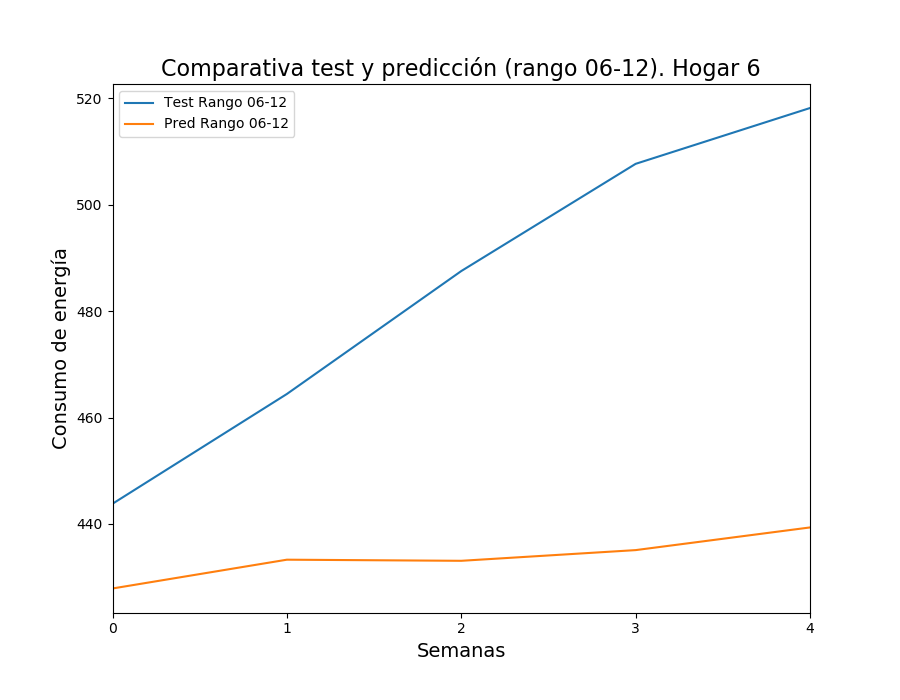 Comparativa test y predicción (rango 06-12). Hogar 6
Test Rango 06-12
Pred Rango 06-12
520
500
480
460
440
Consumo de energía
0 1 2 3 4
Semanas